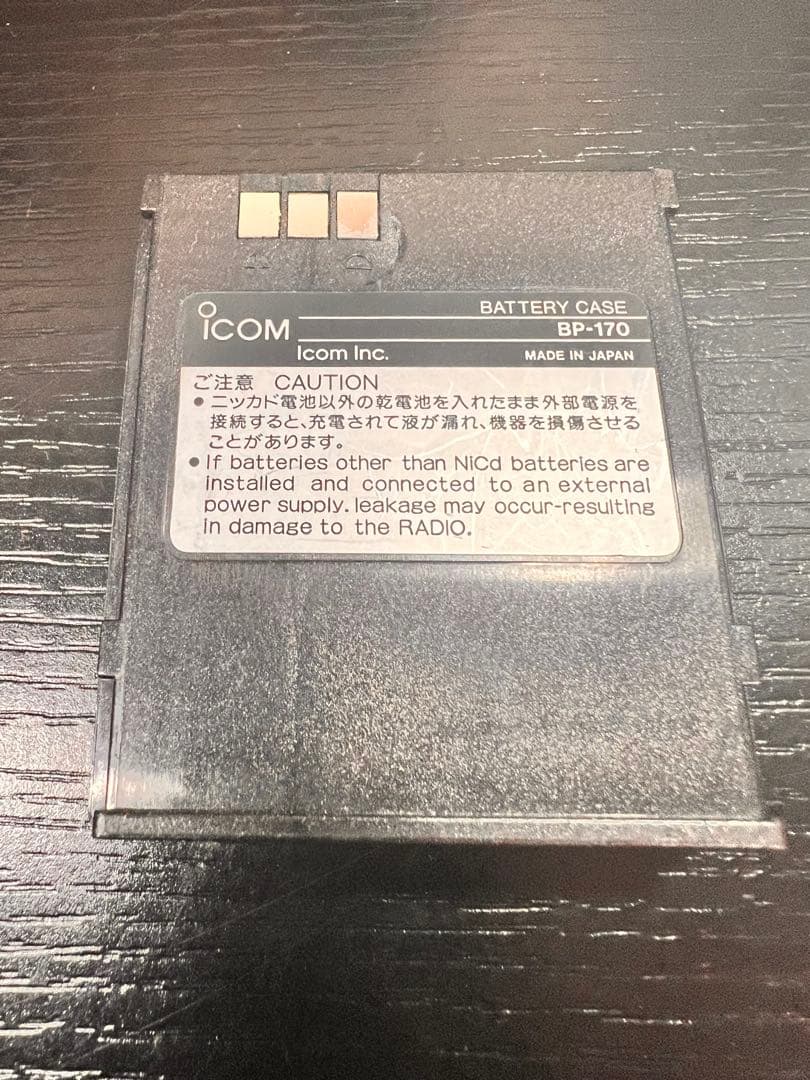 ICOM
BATTERY CASE
BP-170
Icom Inc.
MADE IN JAPAN
ご注意 CAUTION
● ニッカド電池以外の乾電池を入れたまま外部電源を
接続すると、充電されて液が漏れ、機器を損傷させる
ことがあります。
● If batteries other than NiCd batteries are
installed and connected to an external
power supply. leakage may occur-resulting
in damage to the RADIO.